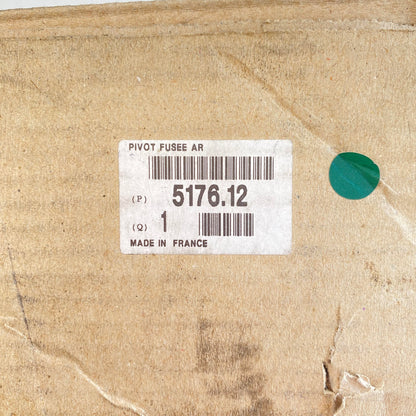 PIVOT FUSEE AR
(P) 5176.12
(Q) 1
MADE IN FRANCE